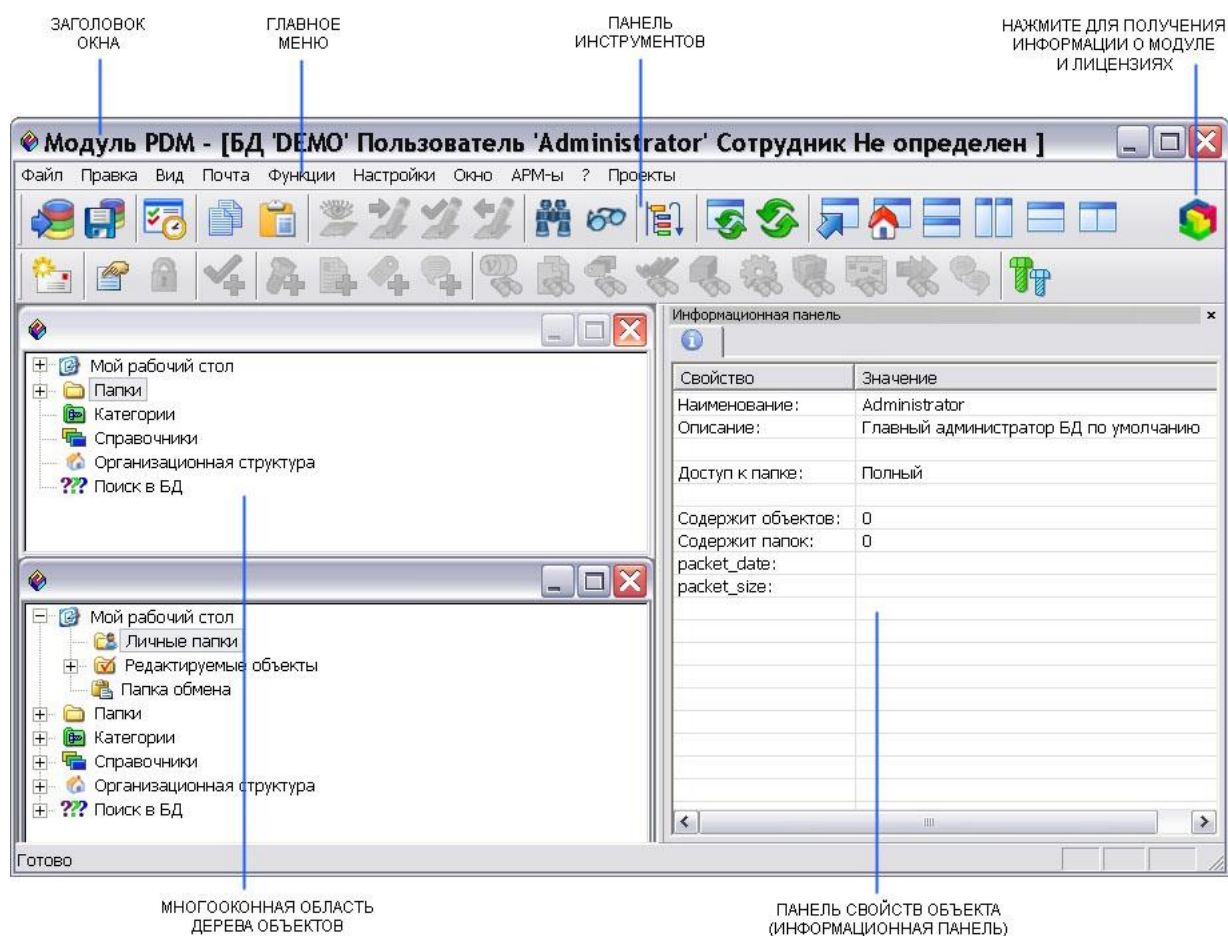 ЗАГОЛОВОК
ОКНА
ГЛАВНОЕ
МЕНЮ
ПАНЕЛЬ
ИНСТРУМЕНТОВ
НАЖМИТЕ ДЛЯ ПОЛУЧЕНИЯ
ИНФОРМАЦИИ О МОДУЛЕ
И ЛИЦЕНЗИЯХ
Модуль PDM - [БД 'DEMO' Пользователь 'Administrator' Сотрудник Не определен ]
Файл Правка Вид Почта Функции Настройки Окно АРМ-ы ? Проекты
Мой рабочий стол
Папки
Категории
Справочники
Организационная структура
??? Поиск в БД
Мой рабочий стол
Личные папки
Редактируемые объекты
Папка обмена
Папки
Категории
Справочники
Организационная структура
??? Поиск в БД
Информационная панель
Свойство Значение
Наименование: Administrator
Описание: Главный администратор БД по умолчанию
Доступ к папке: Полный
Содержит объектов: 0
Содержит папок: 0
packet_date:
packet_size:
Готово
МНОГООКОННАЯ ОБЛАСТЬ
ДЕРЕВА ОБЪЕКТОВ
ПАНЕЛЬ СВОЙСТВ ОБЪЕКТА
(ИНФОРМАЦИОННАЯ ПАНЕЛЬ)